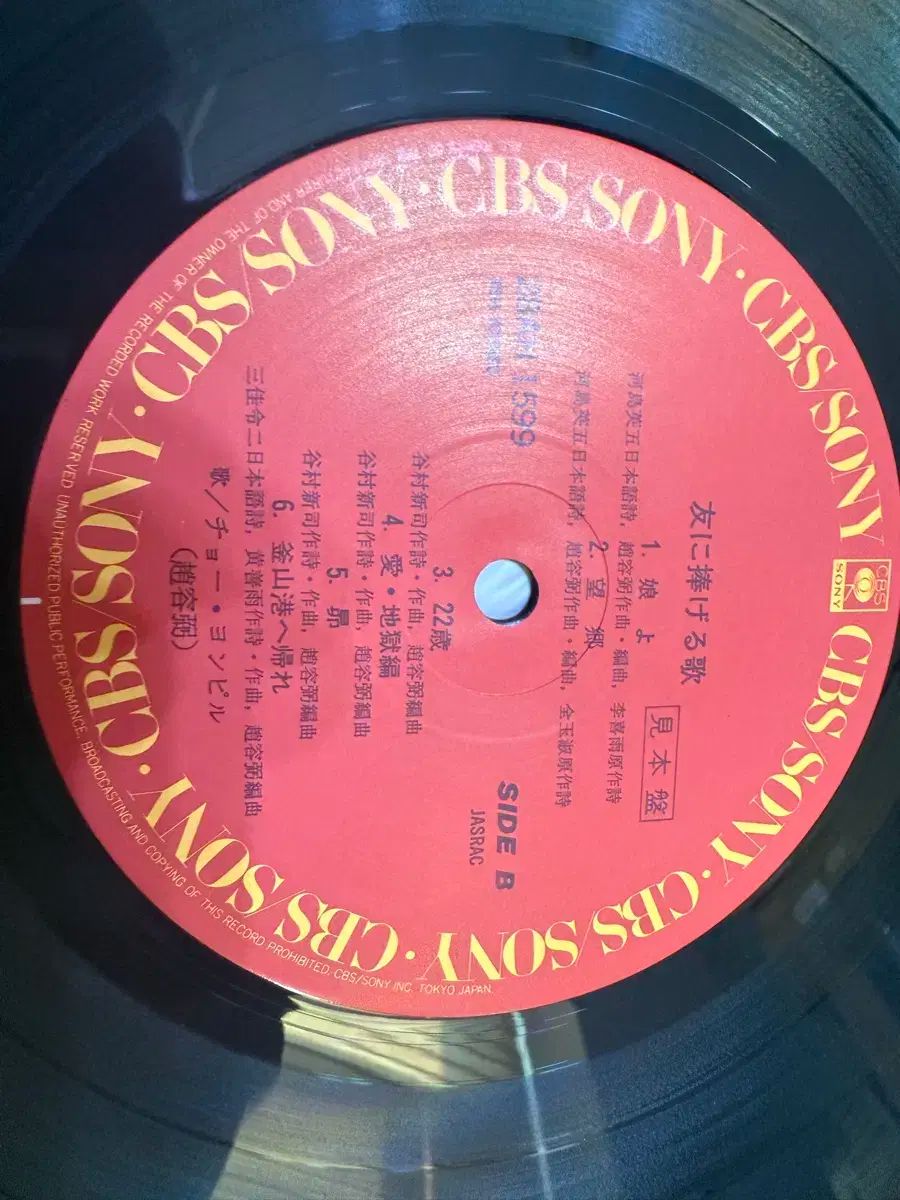 CBS/SONY · CBS/SONY · CBS/SONY · CBS/SONY · CBS/SONY · CBS/SONY · CBS/SONY
CBS
SONY
友に捧げる歌
見本盤
SIDE B
JASRAC
1599
1. 娘よ
河島英五日本語詩, 趙容弼作曲・編曲, 李喜雨原作詩
2. 望郷
河島英五日本語詩, 趙容弼作曲・編曲, 金玉淑原作詩
3. 22歳
谷村新司作詩・作曲, 趙容弼編曲
4. 愛・地獄編
谷村新司作詩・作曲, 趙容弼編曲
5. 昴
谷村新司作詩・作曲, 趙容弼編曲
6. 釜山港へ帰れ
三佳令二日本語詩, 黄善雨作詩・作曲, 趙容弼編曲
歌/チョー・ヨンピル
(趙容弼)
AND OF THE OWNER OF THE RECORDED WORK RESERVED. UNAUTHORIZED PUBLIC PERFORMANCE, BROADCASTING AND COPYING OF THIS RECORD PROHIBITED. CBS/SONY INC. TOKYO JAPAN.